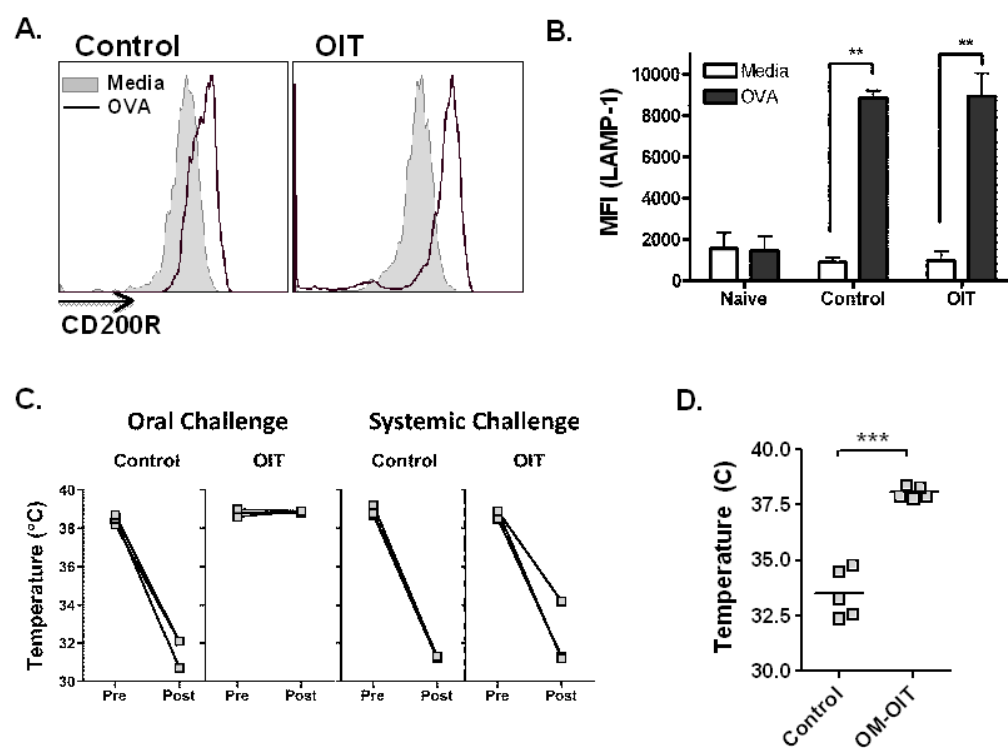 A.
Control
OIT
Media
OVA
CD200R
B.
**
**
Media
OVA
MFI (LAMP-1)
10000
8000
6000
4000
2000
0
Naive
Control
OIT
C.
Oral Challenge
Systemic Challenge
Control
OIT
Control
OIT
Temperature (°C)
40
38
36
34
32
30
Pre
Post
Pre
Post
Pre
Post
Pre
Post
D.
***
Temperature (C)
40.0
37.5
35.0
32.5
30.0
Control
OM-OIT